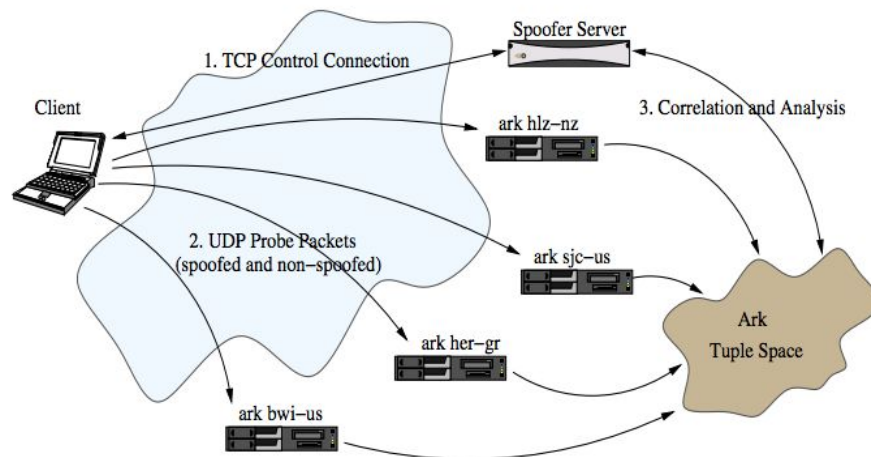 Spoofer Server
1. TCP Control Connection
Client
3. Correlation and Analysis
ark hlz-nz
2. UDP Probe Packets
(spoofed and non-spoofed)
ark sjc-us
Ark
Tuple Space
ark her-gr
ark bwi-us